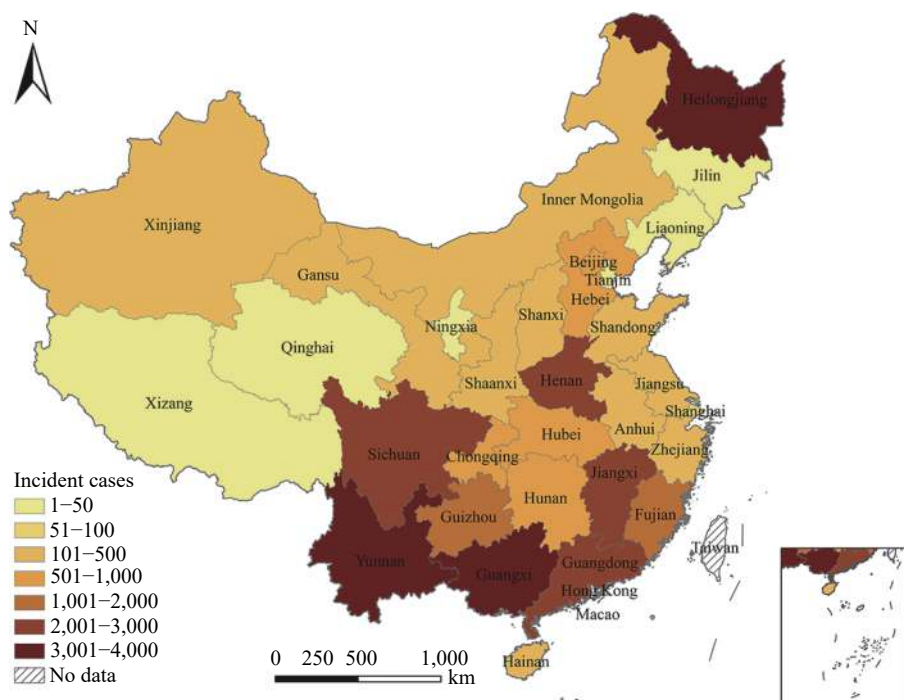 N
Heilongjiang
Jilin
Inner Mongolia
Liaoning
Xinjiang
Beijing
Tianjin
Gansu
Hebei
Shanxi
Ningxia
Shandong
Qinghai
Shaanxi
Henan
Jiangsu
Xizang
Shanghai
Anhui
Hubei
Zhejiang
Sichuan
Chongqing
Jiangxi
Hunan
Guizhou
Fujian
Taiwan
Yunnan
Guangxi
Guangdong
Hong Kong
Macao
Hainan
Incident cases
1−50
51−100
101−500
501−1,000
1,001−2,000
2,001−3,000
3,001−4,000
No data
0 250 500 1,000
km